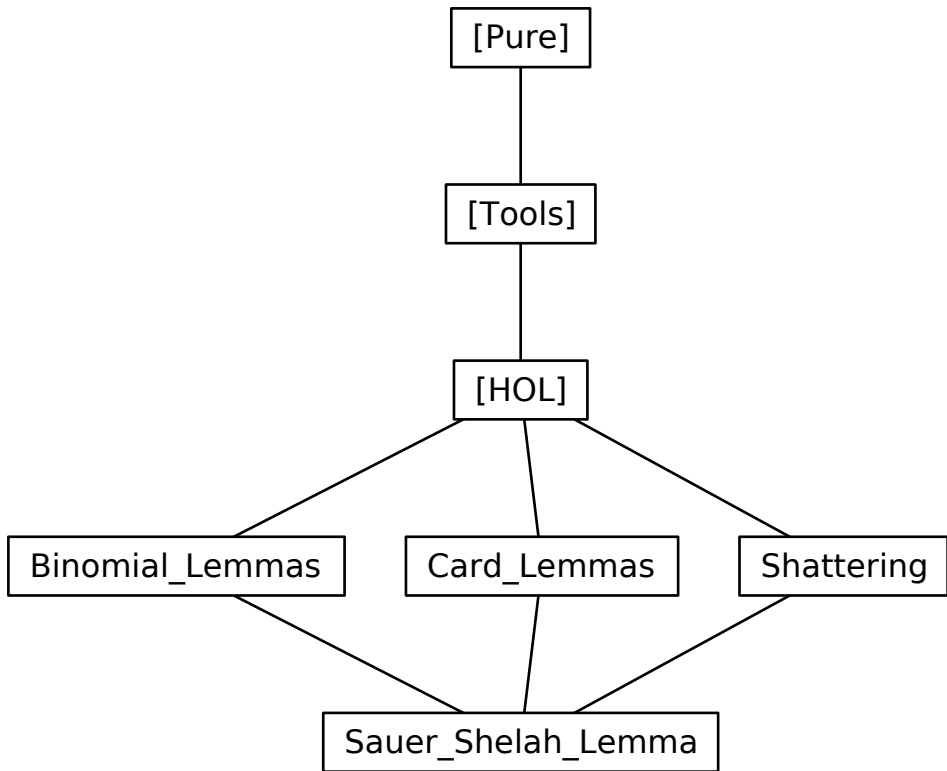 [Pure]
[Tools]
[HOL]
Binomial_Lemmas
Card_Lemmas
Shattering
Sauer_Shelah_Lemma